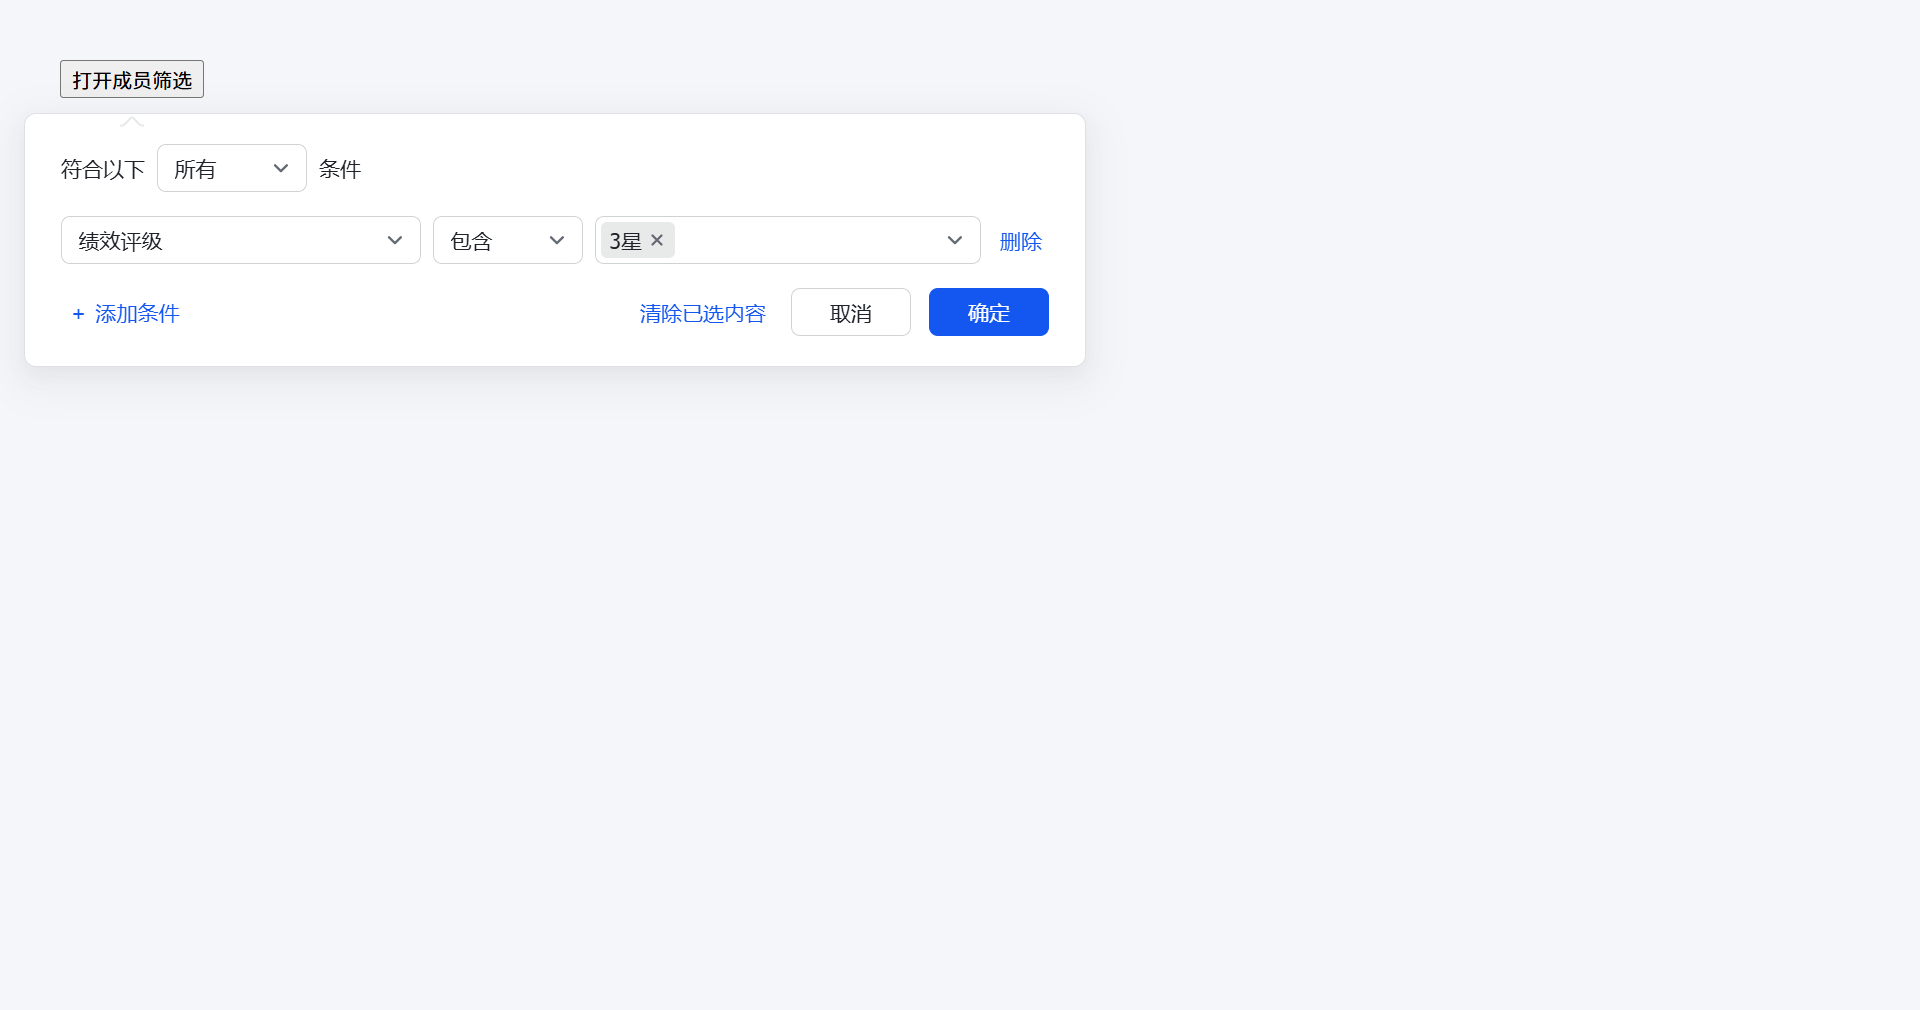 打开成员筛选
符合以下 所有 条件
绩效评级 包含 3星 删除
+ 添加条件 清除已选内容 取消 确定